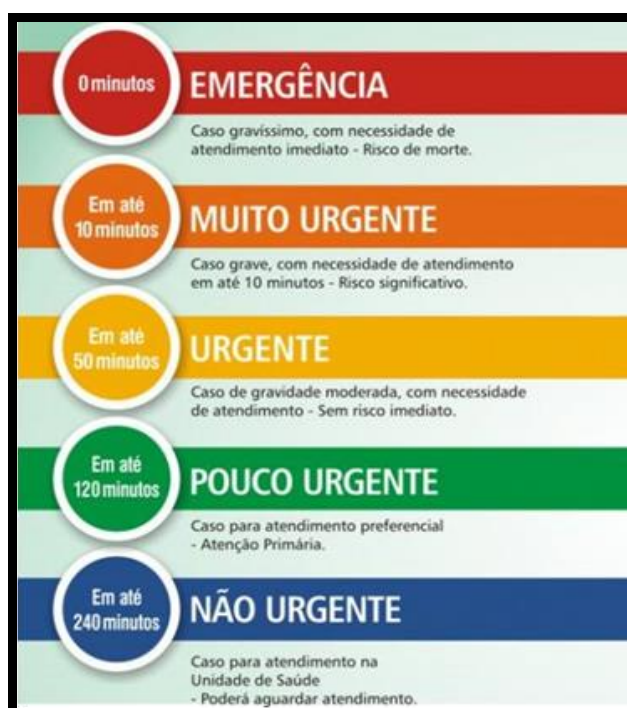 0 minutos
EMERGÊNCIA
Caso gravíssimo, com necessidade de
atendimento imediato - Risco de morte.
Em até
10 minutos
MUITO URGENTE
Caso grave, com necessidade de atendimento
em até 10 minutos - Risco significativo.
Em até
50 minutos
URGENTE
Caso de gravidade moderada, com necessidade
de atendimento - Sem risco imediato.
Em até
120 minutos
POUCO URGENTE
Caso para atendimento preferencial
- Atenção Primária.
Em até
240 minutos
NÃO URGENTE
Caso para atendimento na
Unidade de Saúde
- Poderá aguardar atendimento.